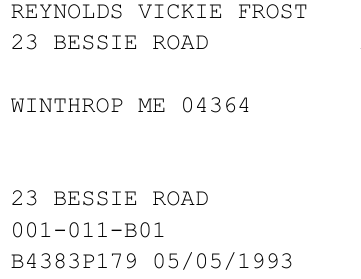 REYNOLDS VICKIE FROST
23 BESSIE ROAD
WINTHROP ME 04364
23 BESSIE ROAD
001-011-B01
B4383P179 05/05/1993